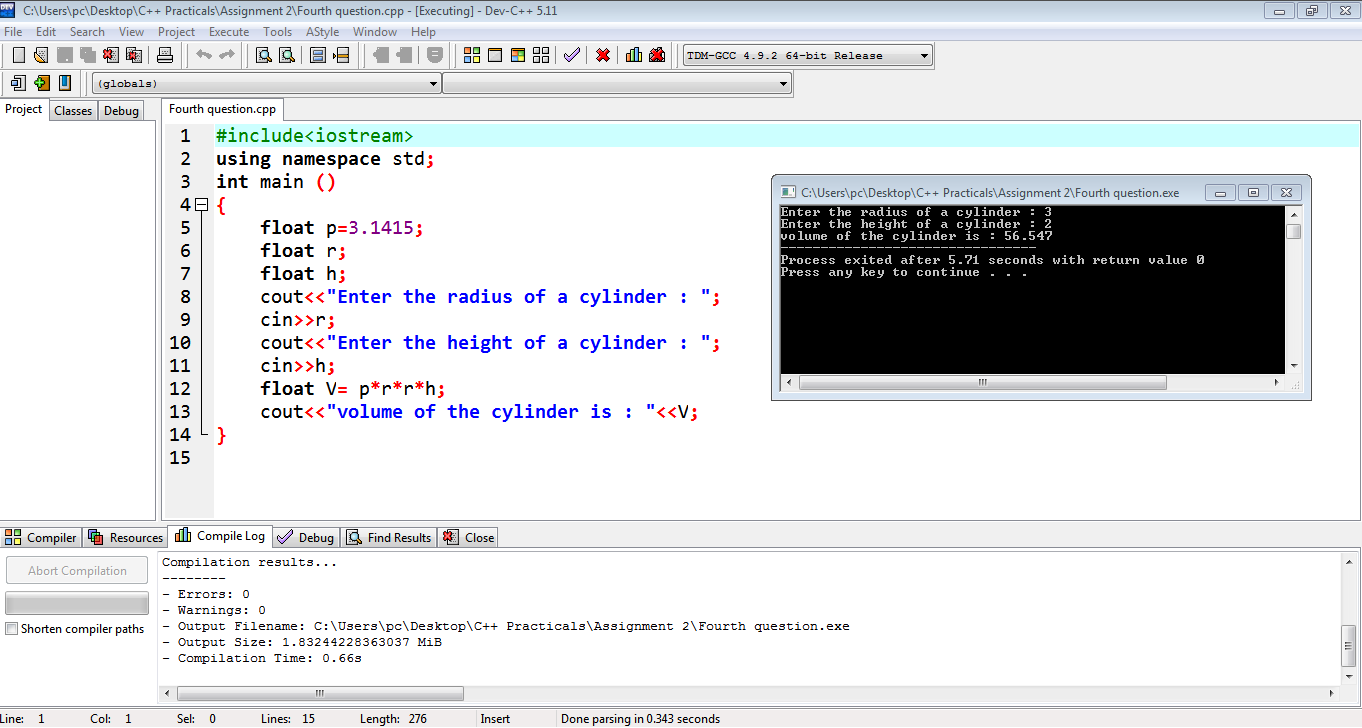 C:\Users\pc\Desktop\C++ Practicals\Assignment 2\Fourth question.cpp - [Executing] - Dev-C++ 5.11
File Edit Search View Project Execute Tools AStyle Window Help
TDM-GCC 4.9.2 64-bit Release
(globals)
Project Classes Debug
Fourth question.cpp
1 #include<iostream>
2 using namespace std;
3 int main ()
4 {
5 float p=3.1415;
6 float r;
7 float h;
8 cout<<"Enter the radius of a cylinder : ";
9 cin>>r;
10 cout<<"Enter the height of a cylinder : ";
11 cin>>h;
12 float V= p*r*r*h;
13 cout<<"volume of the cylinder is : "<<V;
14 }
15
C:\Users\pc\Desktop\C++ Practicals\Assignment 2\Fourth question.exe
Enter the radius of a cylinder : 3
Enter the height of a cylinder : 2
volume of the cylinder is : 56.547
--------------------------------
Process exited after 5.71 seconds with return value 0
Press any key to continue . . .
Compiler Resources Compile Log Debug Find Results Close
Abort Compilation
Shorten compiler paths
Compilation results...
--------
- Errors: 0
- Warnings: 0
- Output Filename: C:\Users\pc\Desktop\C++ Practicals\Assignment 2\Fourth question.exe
- Output Size: 1.83244228363037 MiB
- Compilation Time: 0.66s
Line: 1 Col: 1 Sel: 0 Lines: 15 Length: 276 Insert Done parsing in 0.343 seconds